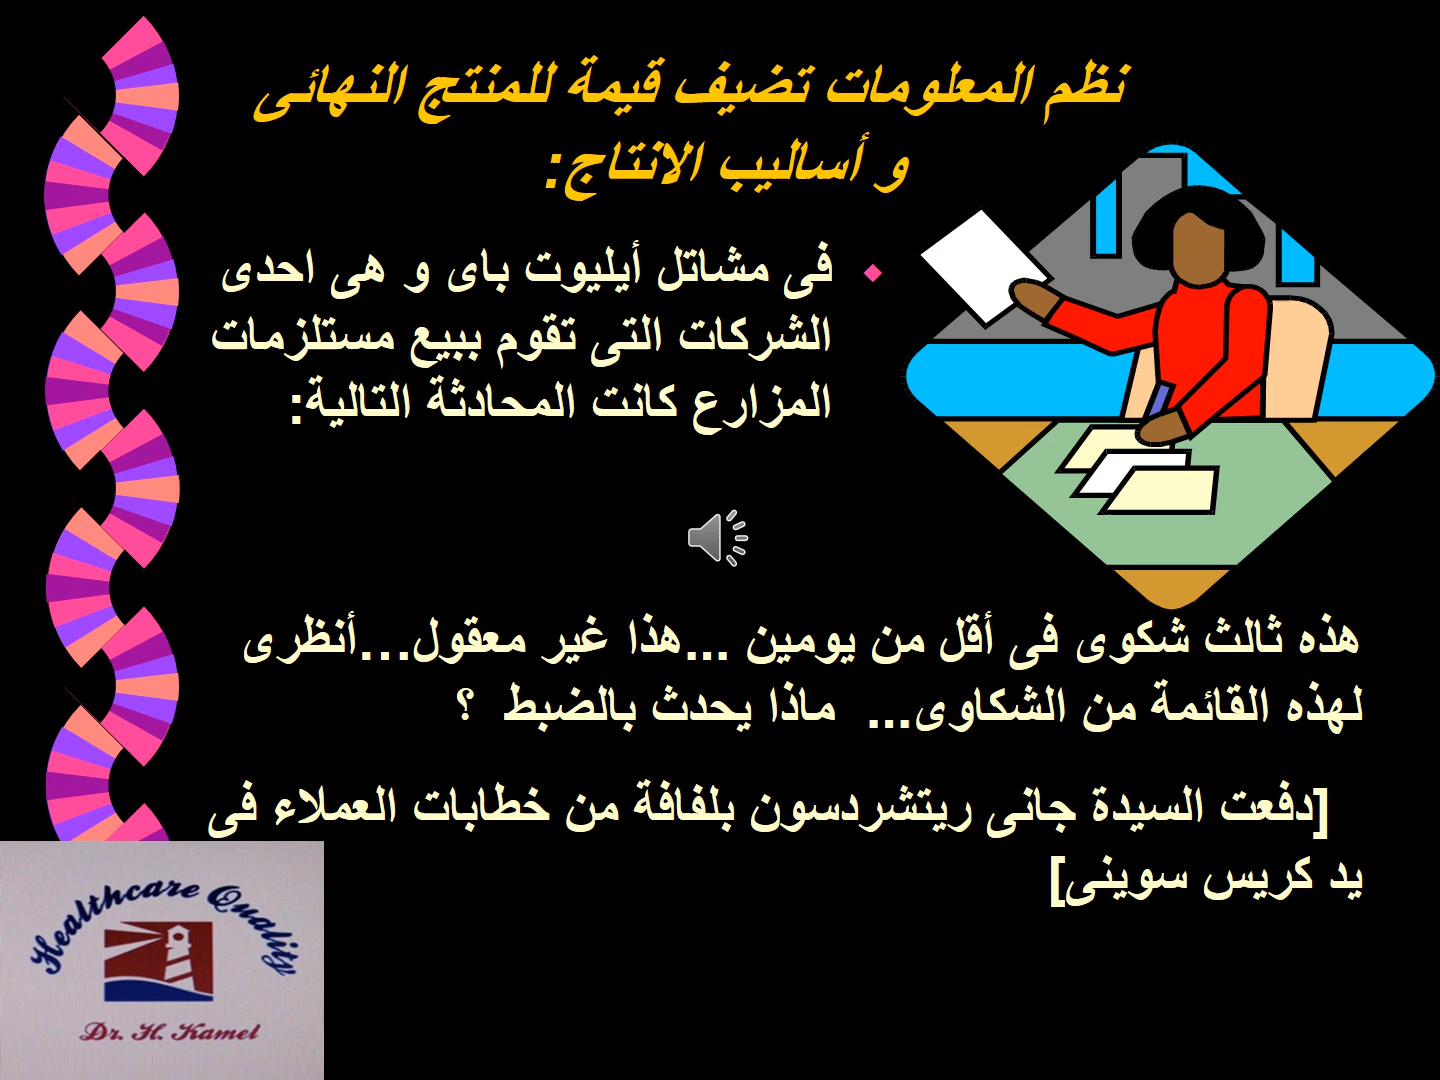 نظم المعلومات تضيف قيمة للمنتج النهائى
و أساليب الانتاج:
فى مشاتل أيليوت باى و هى احدى
الشركات التى تقوم ببيع مستلزمات
المزارع كانت المحادثة التالية:
هذه ثالث شكوى فى أقل من يومين ...هذا غير معقول...أنظرى
لهذه القائمة من الشكاوى... ماذا يحدث بالضبط ؟
[دفعت السيدة جانى ريتشردسون بلفافة من خطابات العملاء فى
يد كريس سوينى]
Healthcare Quality
Dr. H. Kamel